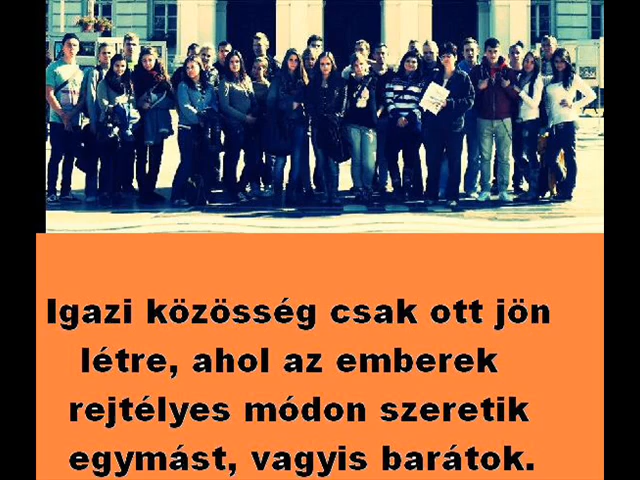 Igazi közösség csak ott jön
létre, ahol az emberek
rejtélyes módon szeretik
egymást, vagyis barátok.